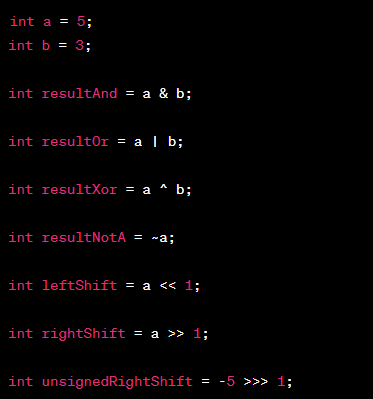 int a = 5;
int b = 3;
int resultAnd = a & b;
int resultOr = a | b;
int resultXor = a ^ b;
int resultNotA = ~a;
int leftShift = a << 1;
int rightShift = a >> 1;
int unsignedRightShift = -5 >>> 1;